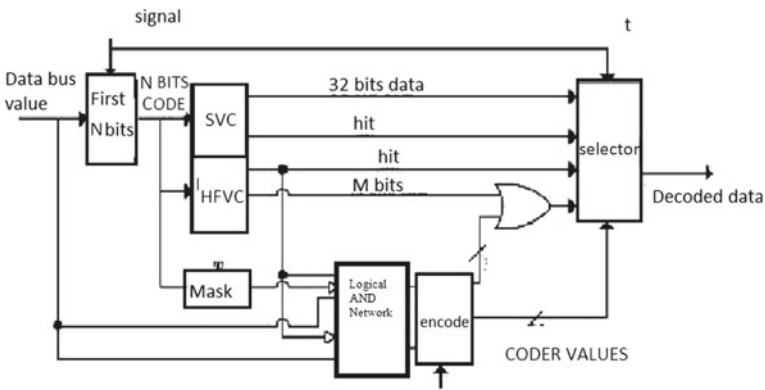 signal
t
Data bus
value
First
N bits
N BITS
CODE
SVC
HFVC
32 bits data
hit
hit
M bits
selector
Decoded data
Mask
Logical
AND
Network
encode
CODER VALUES